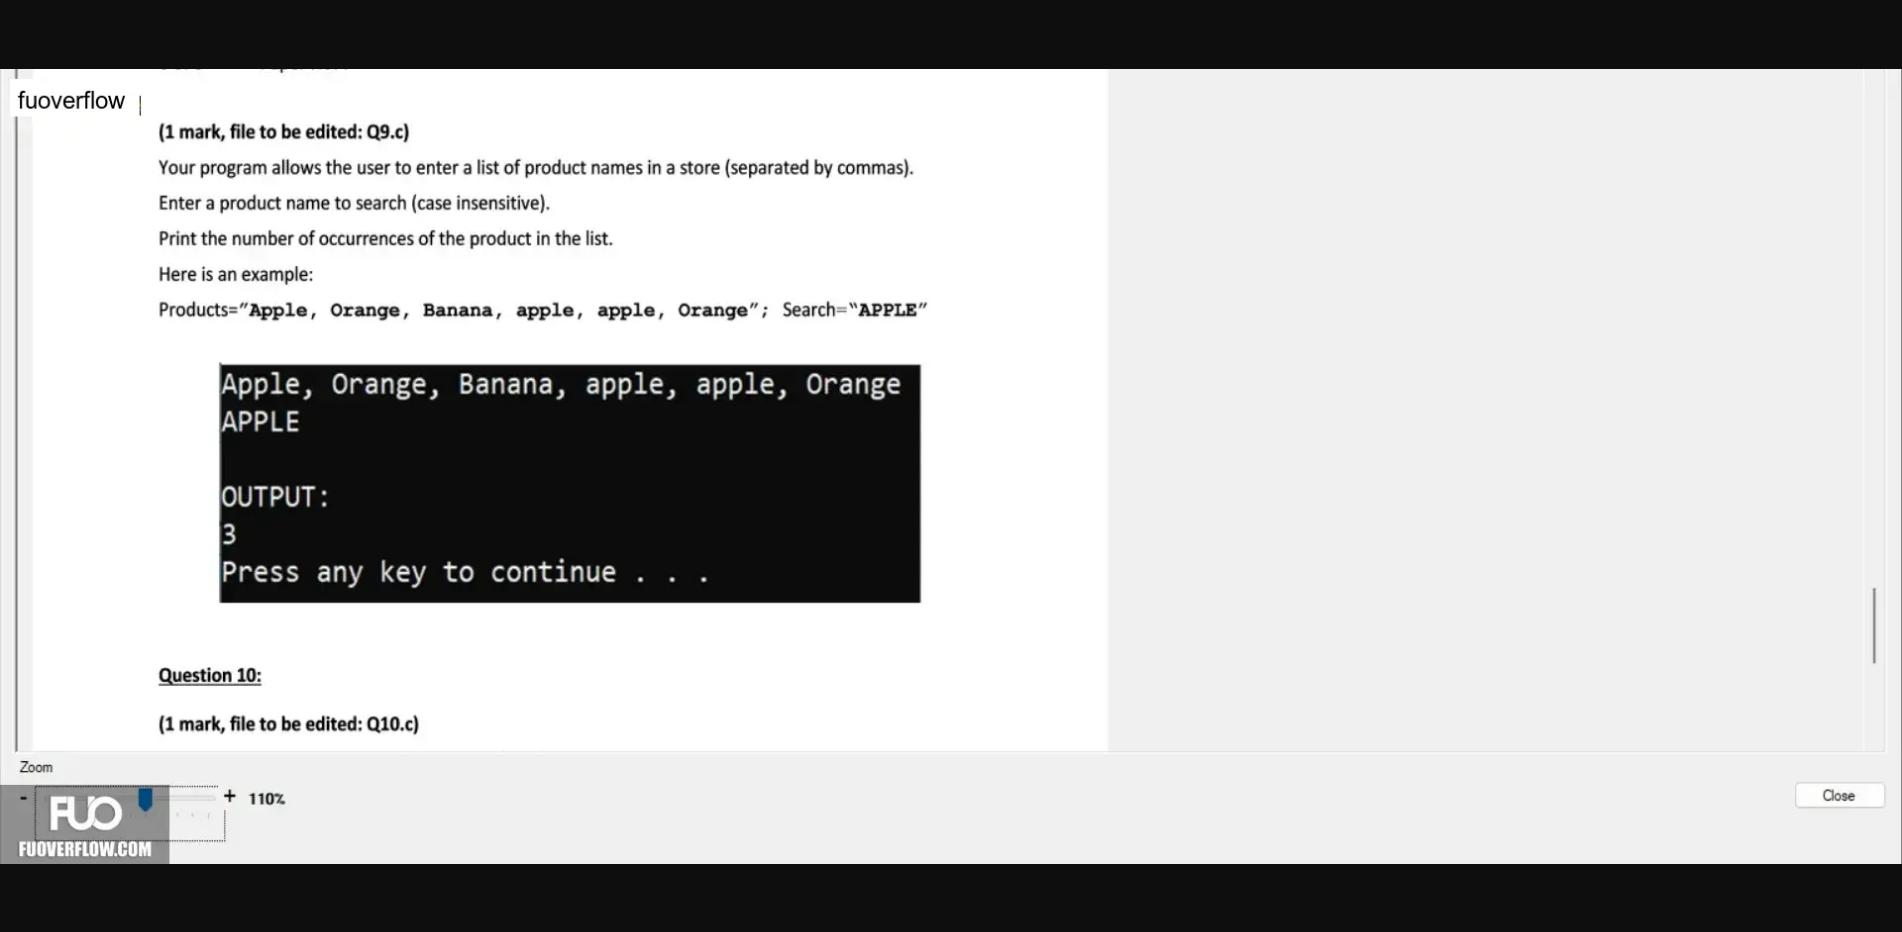 fuoverflow
(1 mark, file to be edited: Q9.c)
Your program allows the user to enter a list of product names in a store (separated by commas).
Enter a product name to search (case insensitive).
Print the number of occurrences of the product in the list.
Here is an example:
Products=”Apple, Orange, Banana, apple, apple, Orange”; Search=“APPLE”
Apple, Orange, Banana, apple, apple, Orange
APPLE
OUTPUT:
3
Press any key to continue . . .
Question 10:
(1 mark, file to be edited: Q10.c)
Zoom
- + 110%
Close
FUO
FUOVERFLOW.COM